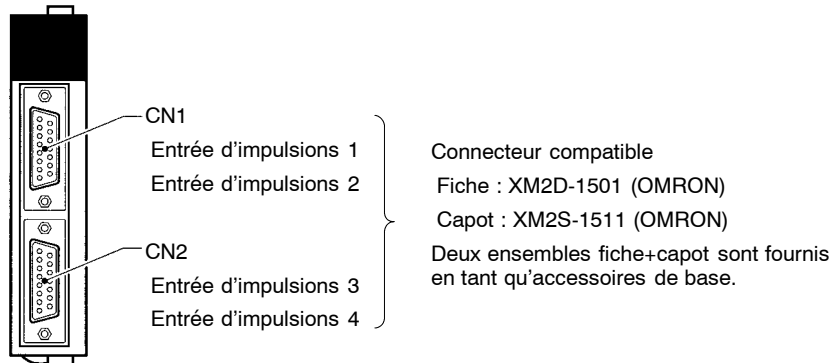 CN1
Entrée d'impulsions 1
Entrée d'impulsions 2
CN2
Entrée d'impulsions 3
Entrée d'impulsions 4
Connecteur compatible
Fiche : XM2D-1501 (OMRON)
Capot : XM2S-1511 (OMRON)
Deux ensembles fiche+capot sont fournis
en tant qu'accessoires de base.